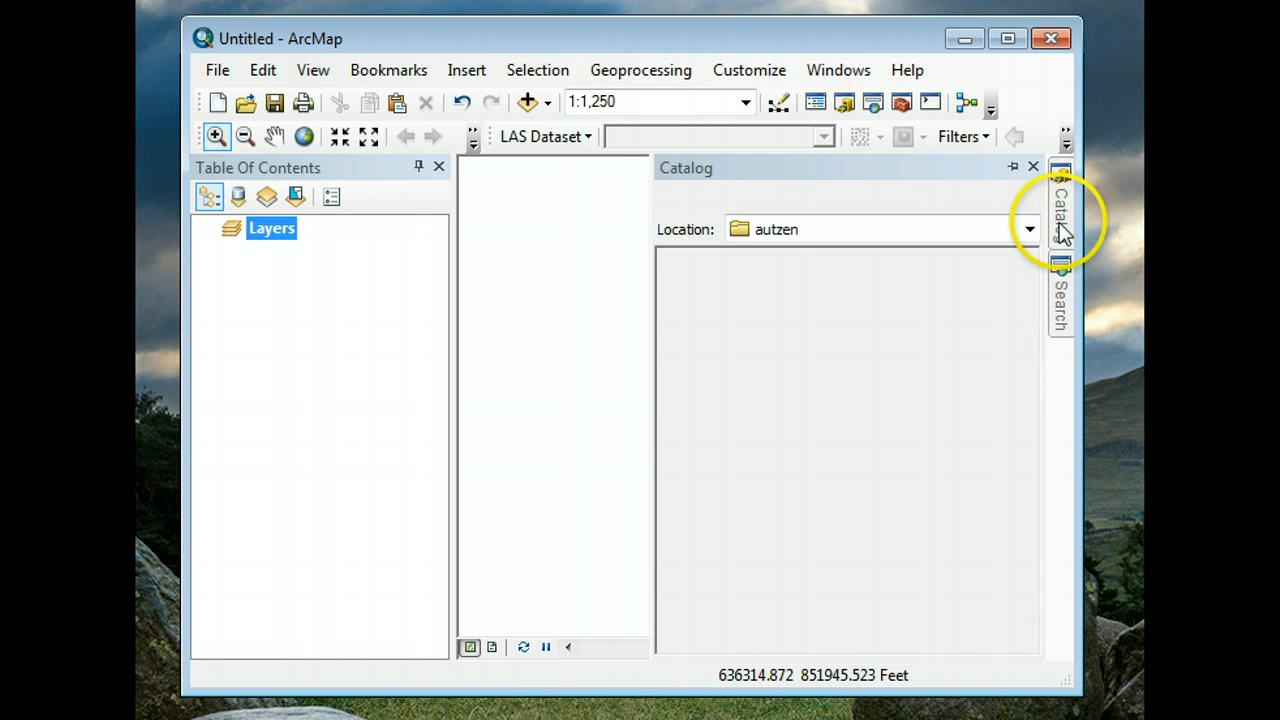 Untitled - ArcMap
File Edit View Bookmarks Insert Selection Geoprocessing Customize Windows Help
1:1,250
LAS Dataset Filters
Table Of Contents
Catalog
Location: autzen
Layers
Catalog
Search
636314.872 851945.523 Feet